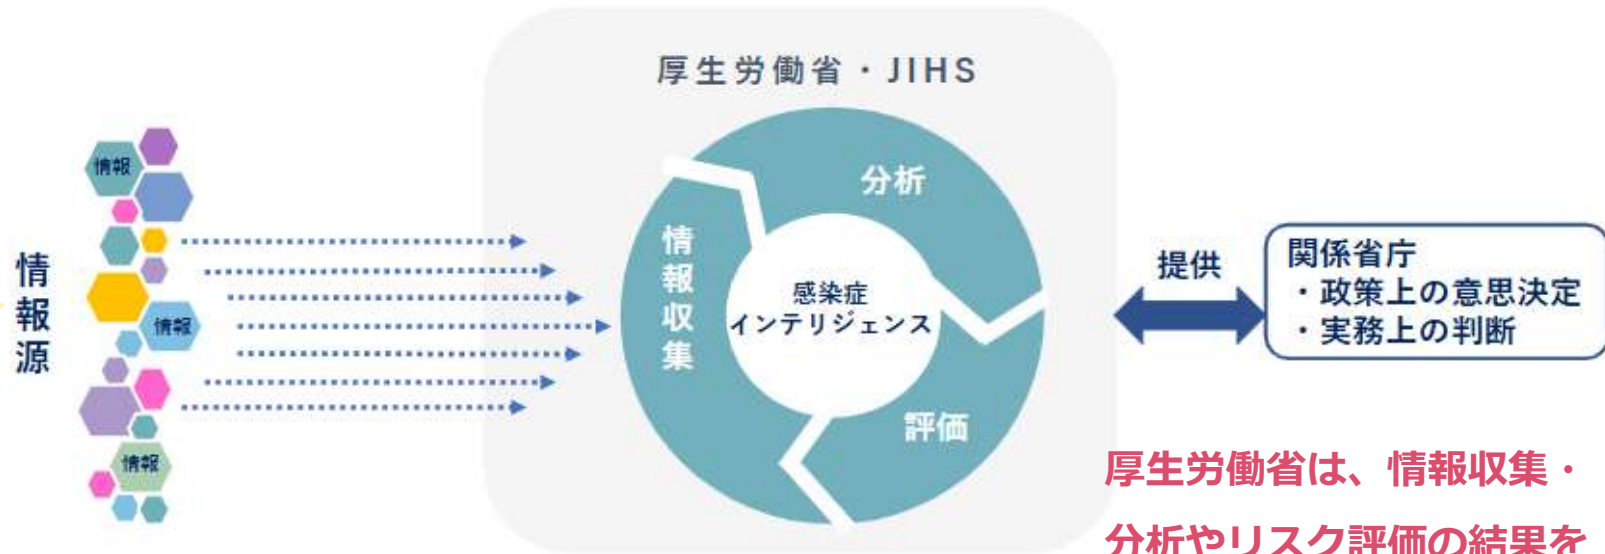 厚生労働省・JIHS
情報
情報
情報
情報源
情報収集
分析
評価
感染症
インテリジェンス
提供
関係省庁
・政策上の意思決定
・実務上の判断
厚生労働省は、情報収集・
分析やリスク評価の結果を